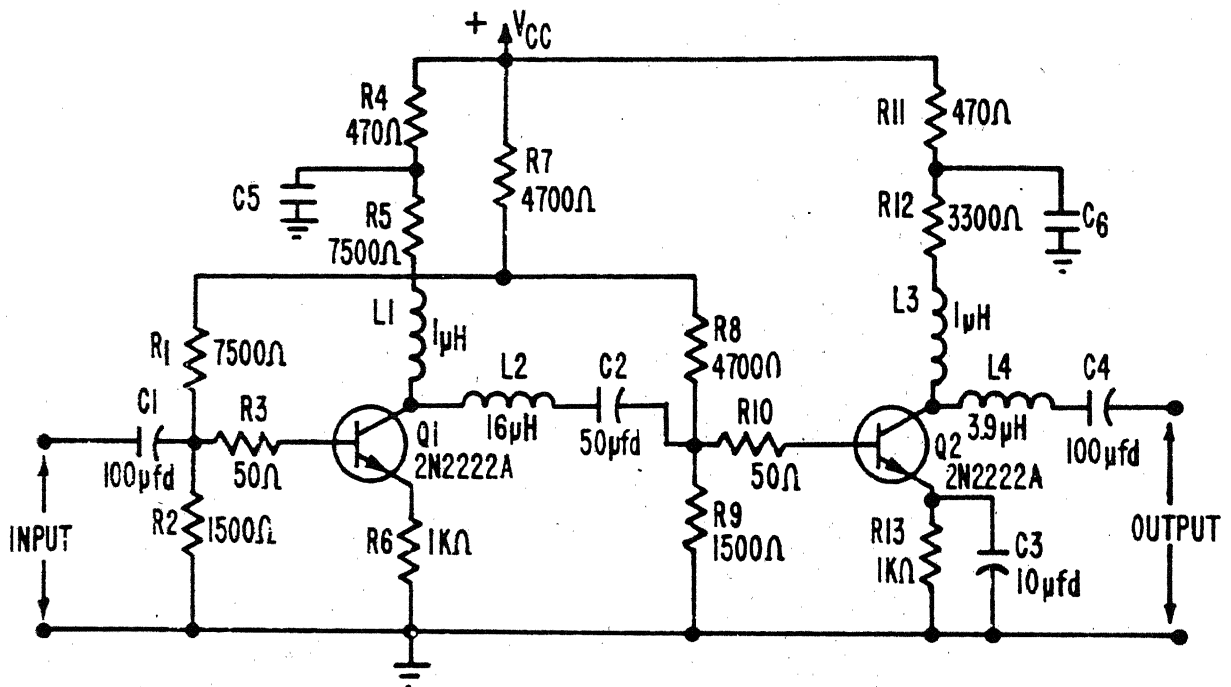 + VCC
R4
470Ω
R11
470Ω
R7
4700Ω
C5
R5
7500Ω
R12
3300Ω
C6
L1
1μH
L3
1μH
R1
7500Ω
R8
4700Ω
C1
100μfd
R3
50Ω
L2
16μH
C2
50μfd
R10
50Ω
L4
3.9μH
C4
100μfd
Q1
2N2222A
Q2
2N2222A
INPUT
R2
1500Ω
R6
1KΩ
R9
1500Ω
R13
1KΩ
C3
10μfd
OUTPUT